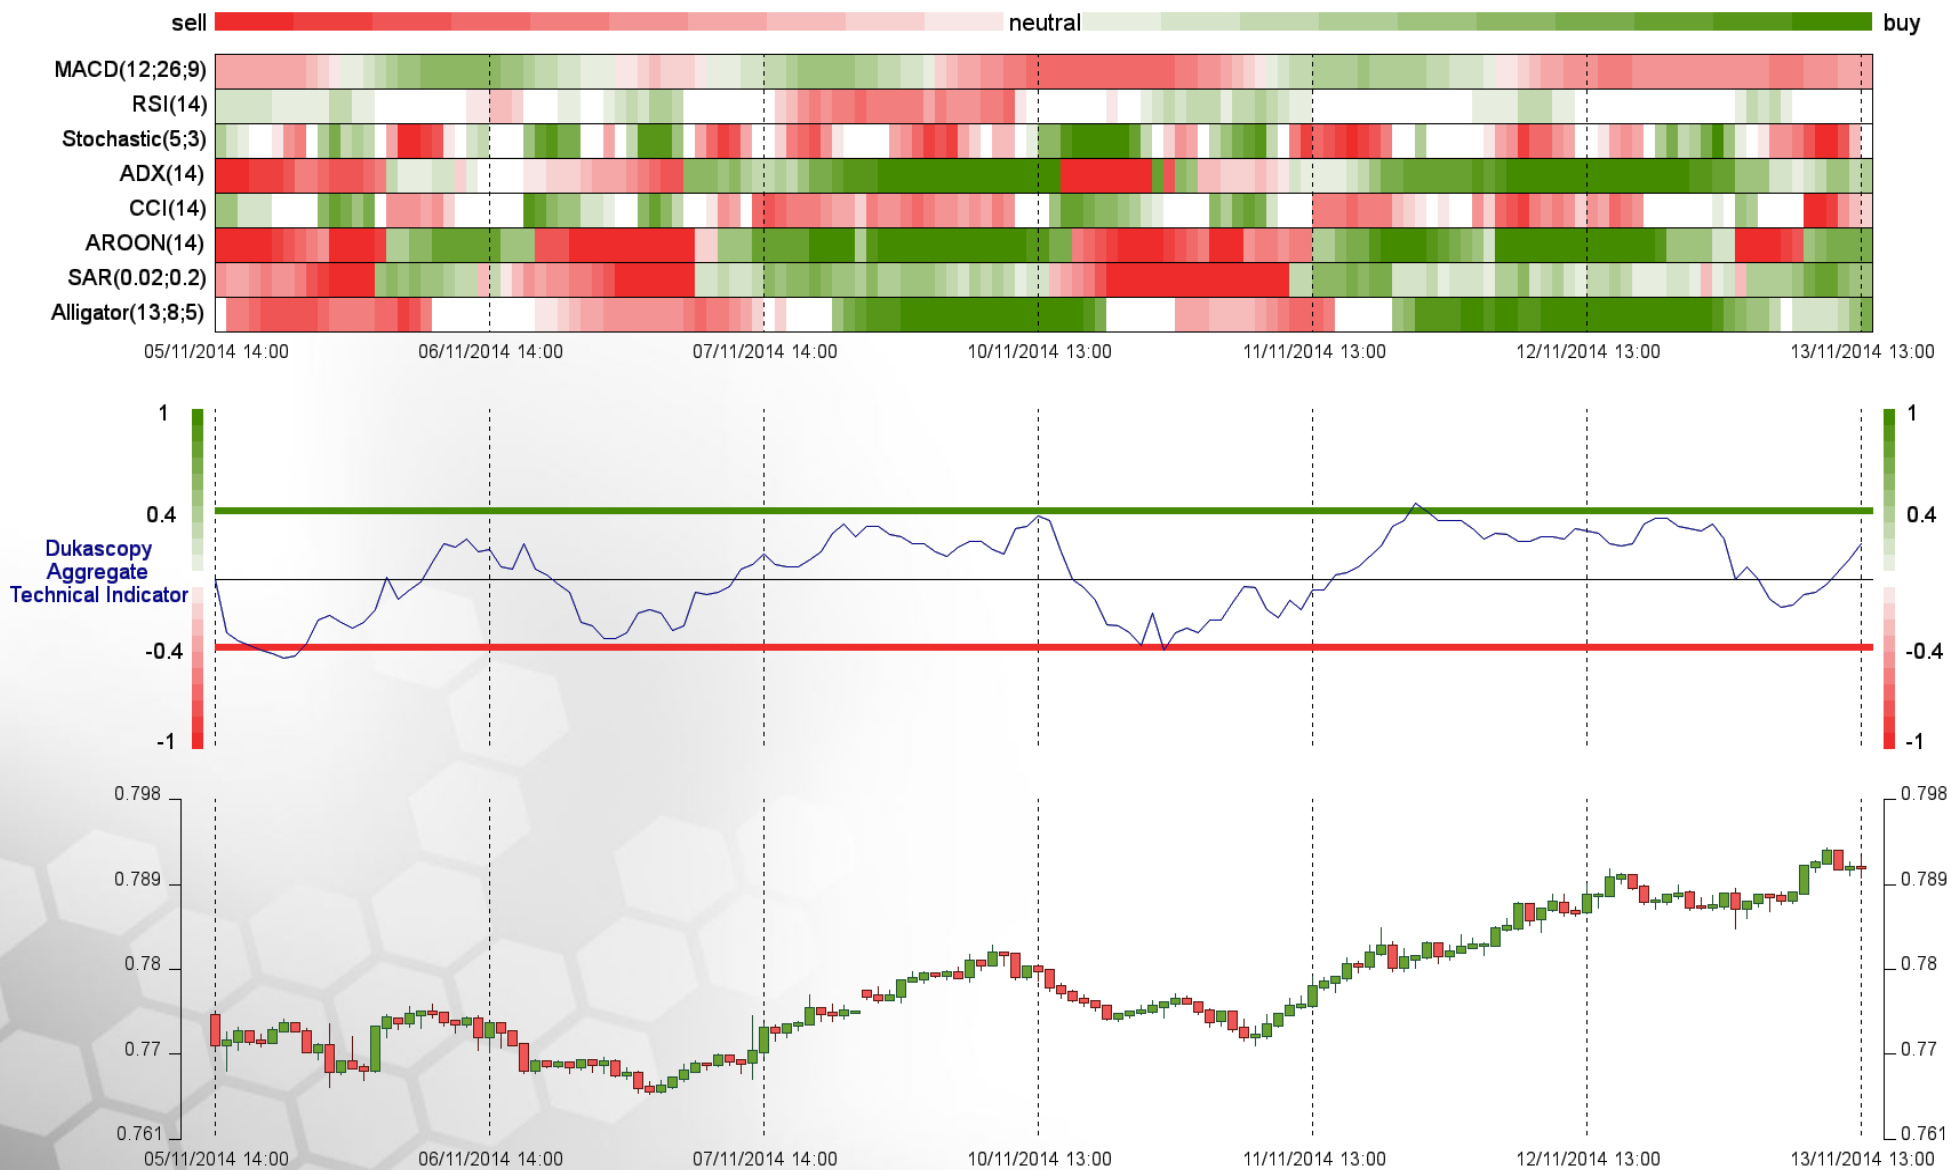 sell neutral buy
MACD(12;26;9)
RSI(14)
Stochastic(5;3)
ADX(14)
CCI(14)
AROON(14)
SAR(0.02;0.2)
Alligator(13;8;5)
05/11/2014 14:00 06/11/2014 14:00 07/11/2014 14:00 10/11/2014 13:00 11/11/2014 13:00 12/11/2014 13:00 13/11/2014 13:00
1 1
0.4 0.4
Dukascopy
Aggregate
Technical Indicator
-0.4 -0.4
-1 -1
0.798 0.798
0.789 0.789
0.78 0.78
0.77 0.77
0.761 0.761
05/11/2014 14:00 06/11/2014 14:00 07/11/2014 14:00 10/11/2014 13:00 11/11/2014 13:00 12/11/2014 13:00 13/11/2014 13:00